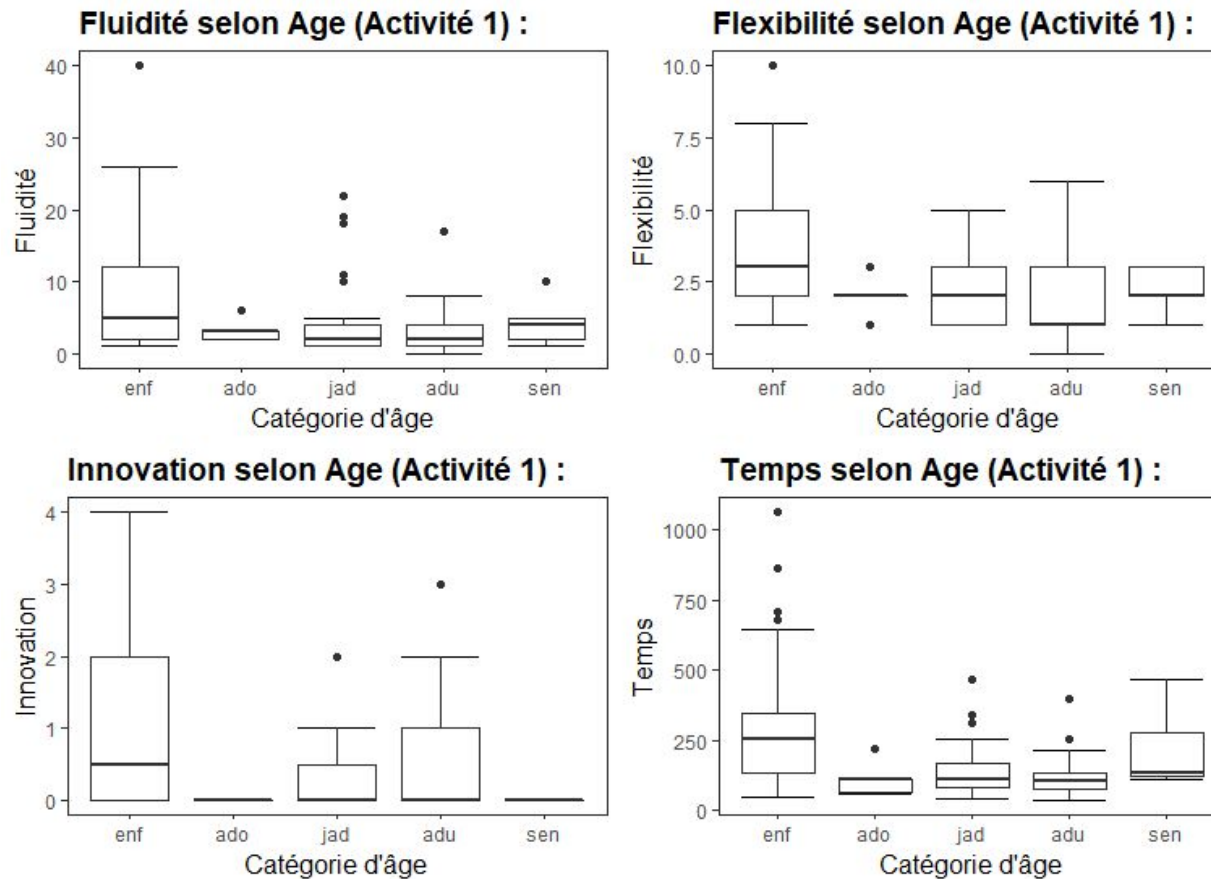 Fluidité selon Age (Activité 1) :
40
30
20
10
0
Fluidité
enf ado jad adu sen
Catégorie d'âge
Flexibilité selon Age (Activité 1) :
10.0
7.5
5.0
2.5
0.0
Flexibilité
enf ado jad adu sen
Catégorie d'âge
Innovation selon Age (Activité 1) :
4
3
2
1
0
Innovation
enf ado jad adu sen
Catégorie d'âge
Temps selon Age (Activité 1) :
1000
750
500
250
0
Temps
enf ado jad adu sen
Catégorie d'âge